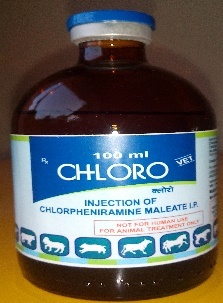 100 ml
Rx CHLORO VET.
क्लोरो
INJECTION OF
CHLORPHENIRAMINE MALEATE I.P.
NOT FOR HUMAN USE
FOR ANIMAL TREATMENT ONLY